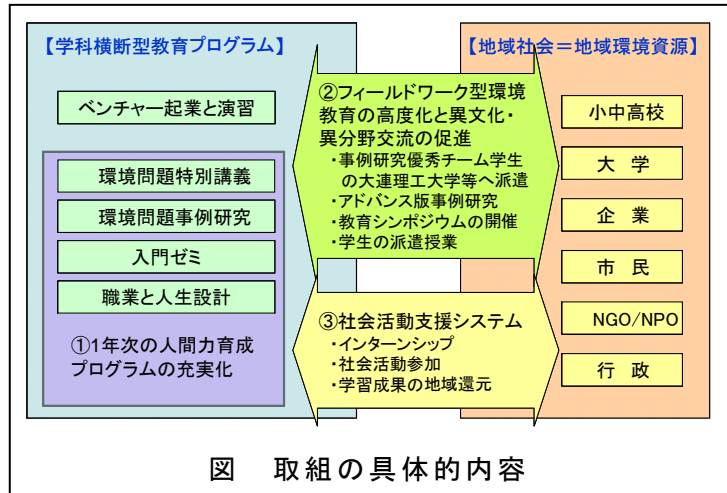 【学科横断型教育プログラム】
ベンチャー起業と演習
環境問題特別講義
環境問題事例研究
入門ゼミ
職業と人生設計
①1年次の人間力育成
プログラムの充実化
②フィールドワーク型環境
教育の高度化と異文化・
異分野交流の促進
・事例研究優秀チーム学生
の大連理工大学等へ派遣
・アドバンス版事例研究
・教育シンポジウムの開催
・学生の派遣授業
③社会活動支援システム
・インターンシップ
・社会活動参加
・学習成果の地域還元
【地域社会＝地域環境資源】
小中高校
大 学
企 業
市 民
NGO/NPO
行 政
図 取組の具体的内容